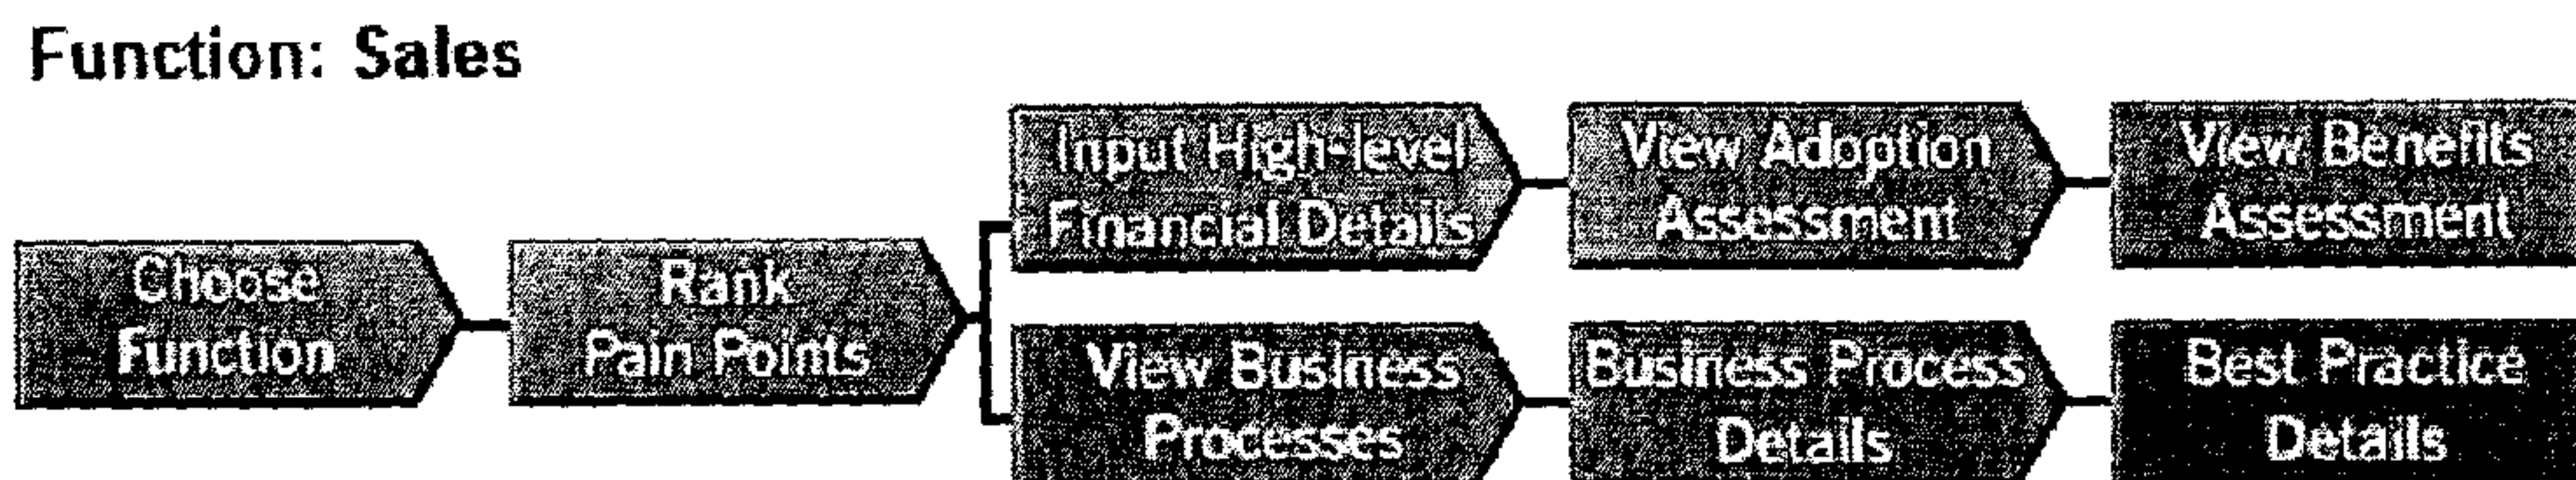 Function: Sales
Choose
Function
Rank
Pain Points
Input High-level
Financial Details
View Adoption
Assessment
View Benefits
Assessment
View Business
Processes
Business Process
Details
Best Practice
Details